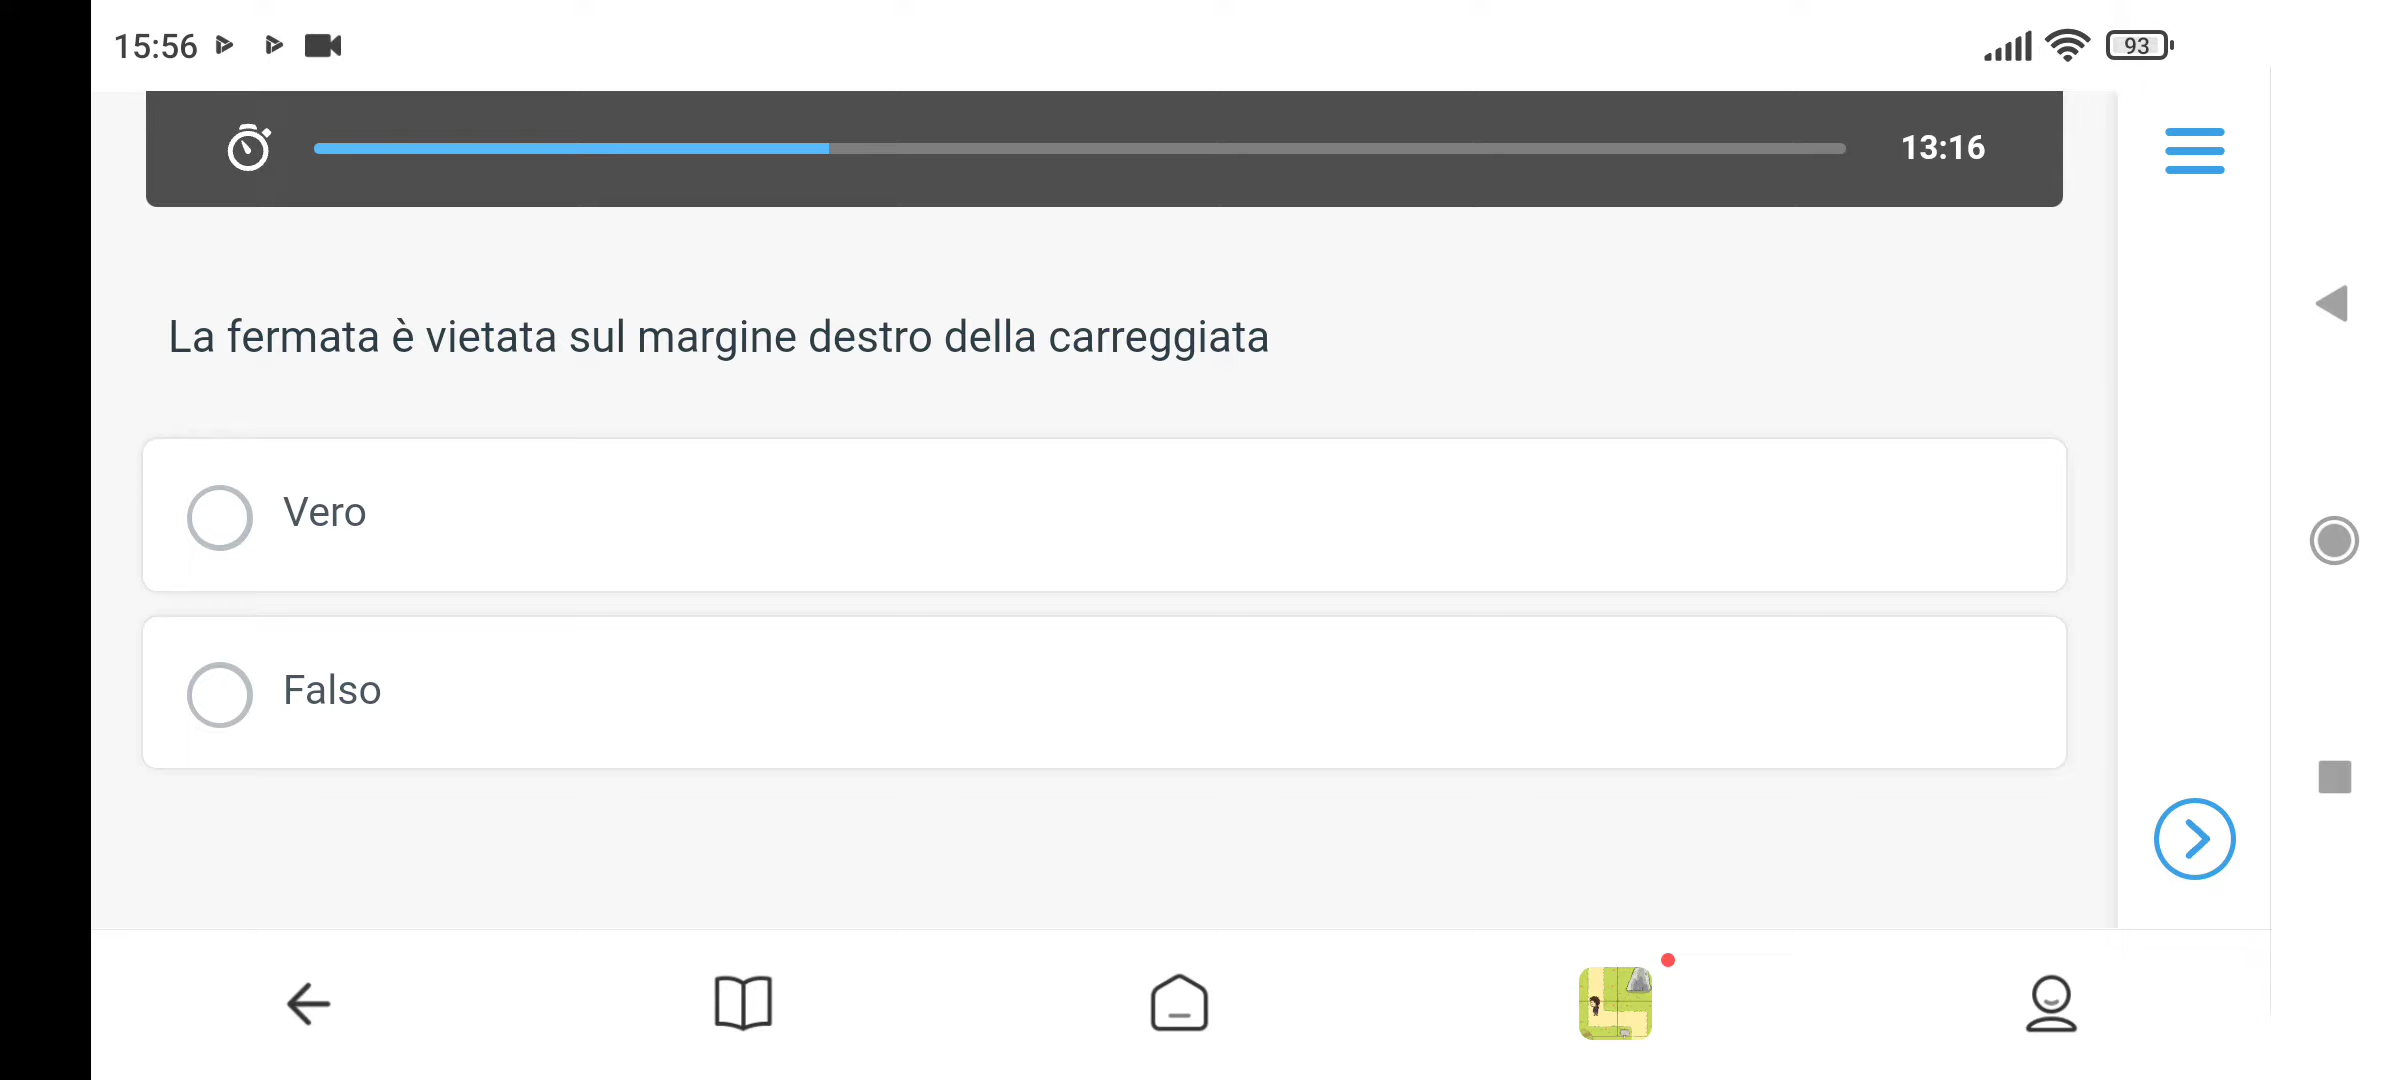 15:56
93
13:16
La fermata è vietata sul margine destro della carreggiata
Vero
Falso